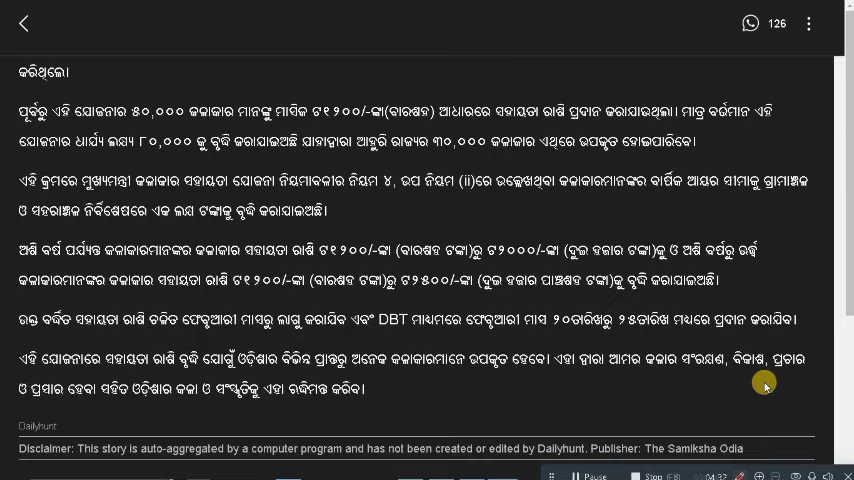 126
କରିଥିଲେ।
ପୂର୍ବରୁ ଏହି ଯୋଜନାର ୫୦,୦୦୦ କଳାକାର ମାନଙ୍କୁ ମାସିକ ଟ୧୨୦୦/-ଙ୍କା(ବାରଶହ) ଆଧାରରେ ସହାୟତା ରାଶି ପ୍ରଦାନ କରାଯାଉଥିଲା। ମାତ୍ର ବର୍ତ୍ତମାନ ଏହି
ଯୋଜନାର ଧାର୍ଯ୍ୟ ଲକ୍ଷ୍ୟ ୮୦,୦୦୦ କୁ ବୃଦ୍ଧି କରାଯାଇଅଛି ଯାହାଦ୍ୱାରା ଆହୁରି ରାଜ୍ୟର ୩୦,୦୦୦ କଳାକାର ଏଥିରେ ଉପକୃତ ହୋଇପାରିବେ।
ଏହି କ୍ରମରେ ମୁଖ୍ୟମନ୍ତ୍ରୀ କଳାକାର ସହାୟତା ଯୋଜନା ନିୟମାବଳୀର ନିୟମ ୪, ଉପ ନିୟମ (ii)ରେ ଉଲ୍ଲେଖଥିବା କଳାକାରମାନଙ୍କର ବାର୍ଷିକ ଆୟର ସୀମାକୁ ଗ୍ରାମାଞ୍ଚଳ
ଓ ସହରାଞ୍ଚଳ ନିର୍ବିଶେଷରେ ଏକ ଲକ୍ଷ ଟଙ୍କାକୁ ବୃଦ୍ଧି କରାଯାଇଅଛି।
ଅଶି ବର୍ଷ ପର୍ଯ୍ୟନ୍ତ କଳାକାରମାନଙ୍କର କଳାକାର ସହାୟତା ରାଶି ଟ୧୨୦୦/-ଙ୍କା (ବାରଶହ ଟଙ୍କା)ରୁ ଟ୨୦୦୦/-ଙ୍କା (ଦୁଇ ହଜାର ଟଙ୍କା)କୁ ଓ ଅଶି ବର୍ଷରୁ ଉର୍ଦ୍ଧ୍ୱ
କଳାକାରମାନଙ୍କର କଳାକାର ସହାୟତା ରାଶି ଟ୧୨୦୦/-ଙ୍କା (ବାରଶହ ଟଙ୍କା)ରୁ ଟ୨୫୦୦/-ଙ୍କା (ଦୁଇ ହଜାର ପାଞ୍ଚଶହ ଟଙ୍କା)କୁ ବୃଦ୍ଧି କରାଯାଇଅଛି।
ଉକ୍ତ ବର୍ଦ୍ଧିତ ସହାୟତା ରାଶି ଚଳିତ ଫେବୃଆରୀ ମାସରୁ ଲାଗୁ କରାଯିବ ଏବଂ DBT ମାଧ୍ୟମରେ ଫେବୃଆରୀ ମାସ ୨୦ତାରିଖରୁ ୨୫ତାରିଖ ମଧ୍ୟରେ ପ୍ରଦାନ କରାଯିବ।
ଏହି ଯୋଜନାରେ ସହାୟତା ରାଶି ବୃଦ୍ଧି ଯୋଗୁଁ ଓଡ଼ିଶାର ବିଭିନ୍ନ ପ୍ରାନ୍ତରୁ ଅନେକ କଳାକାରମାନେ ଉପକୃତ ହେବେ। ଏହା ଦ୍ୱାରା ଆମର କଳାର ସଂରକ୍ଷଣ, ବିକାଶ, ପ୍ରଚାର
ଓ ପ୍ରସାର ହେବା ସହିତ ଓଡ଼ିଶାର କଳା ଓ ସଂସ୍କୃତିକୁ ଏହା ଋଦ୍ଧିମନ୍ତ କରିବ।
Dailyhunt
Disclaimer: This story is auto-aggregated by a computer program and has not been created or edited by Dailyhunt. Publisher: The Samiksha Odia
Pause Stop (F8) 04:32